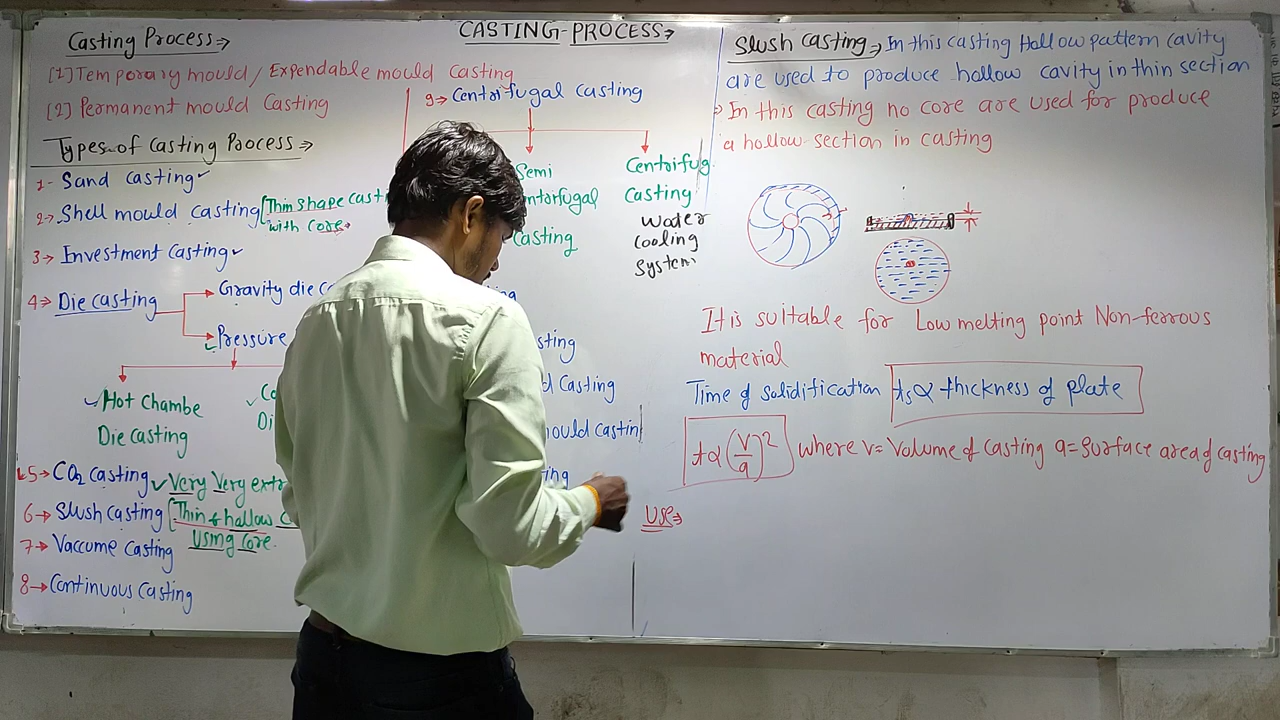 CASTING-PROCESS
Casting Process
(1) Temporary mould / Expendable mould Casting
(2) Permanent mould Casting
Types of Casting Process
1- Sand casting
2 Shell mould casting [Thin shape cast
with core.
3 Investment casting
4 Die casting
Gravity die c
Pressure
Hot Chambe
Die casting
Di
5 CO2 casting Very Very extr
6 Slush casting [Thin & hallow
Using core.
7 Vaccume Casting
8 Continuous Casting
9 Centrifugal casting
Semi
ntrifugal
casting
Centrifug
Casting
Water
Cooling
System
sting
d Casting
mould castin
ing
Slush casting In this casting Hollow pattern cavity
are used to produce hollow cavity in thin section
In this casting no core are used for produce
a hollow section in casting
It is suitable for Low melting point Non-ferrous
material
Time of solidification ts α thickness of plate
t α (V/a)² where v = Volume of casting a = Surface area of casting
Use